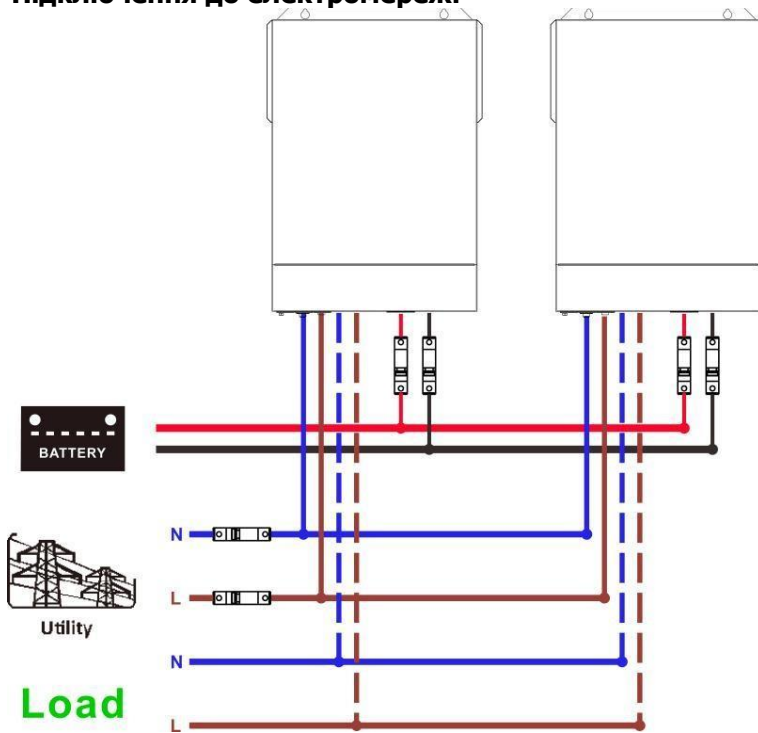 Підключення до електромережі
BATTERY
N
L
Utility
N
Load
L